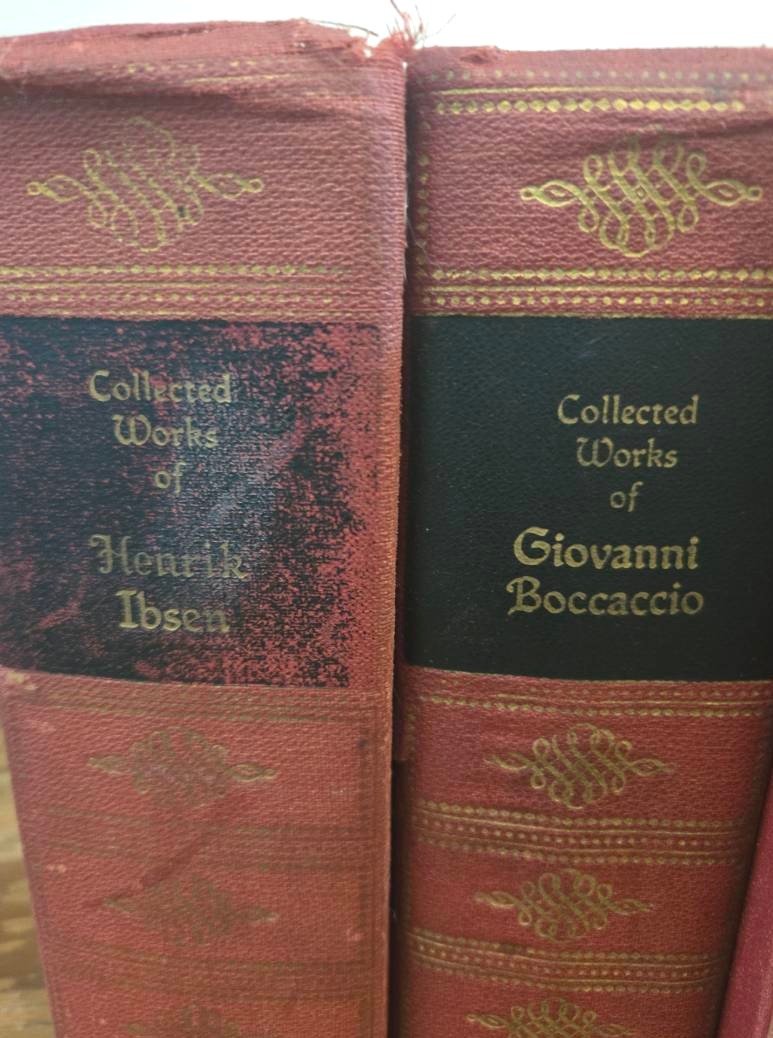 Collected
Works
of
Henrik
Ibsen
Collected
Works
of
Giovanni
Boccaccio